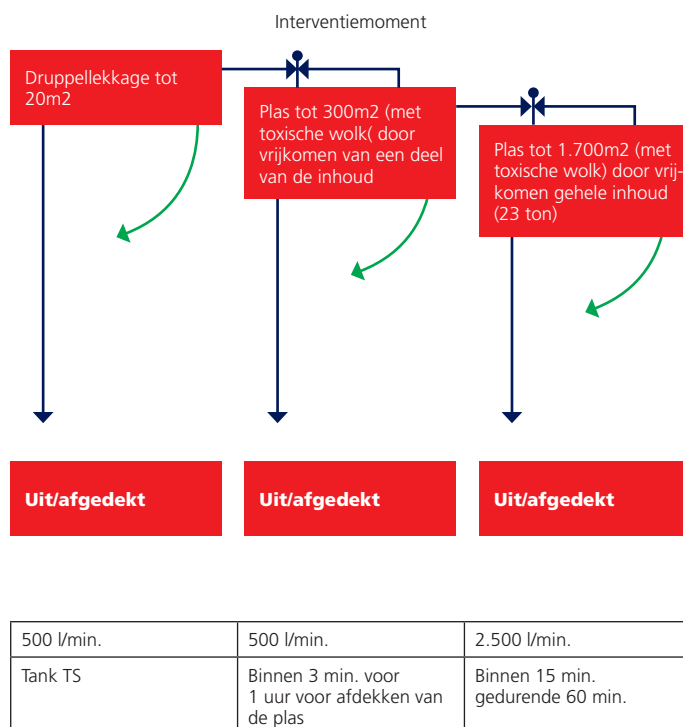 Interventiemoment
Druppellekkage tot
20m2
Plas tot 300m2 (met
toxische wolk( door
vrijkomen van een deel
van de inhoud
Plas tot 1.700m2 (met
toxische wolk) door vrij-
komen gehele inhoud
(23 ton)
Uit/afgedekt
Uit/afgedekt
Uit/afgedekt
500 l/min.
500 l/min.
2.500 l/min.
Tank TS
Binnen 3 min. voor
1 uur voor afdekken van
de plas
Binnen 15 min.
gedurende 60 min.